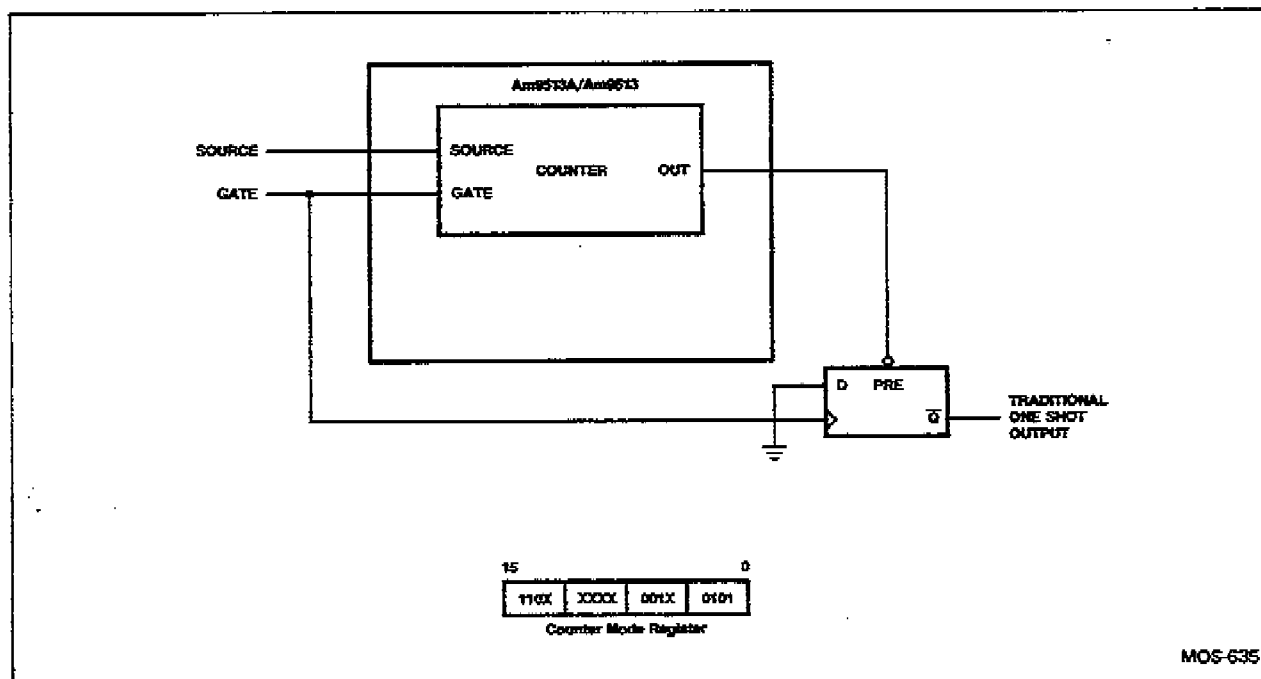 Am9513A/Am9513
SOURCE
SOURCE
COUNTER
OUT
GATE
GATE
D
PRE
Q̅
TRADITIONAL
ONE SHOT
OUTPUT
15
0
110X
XXXX
001X
0101
Counter Mode Register
MOS-635